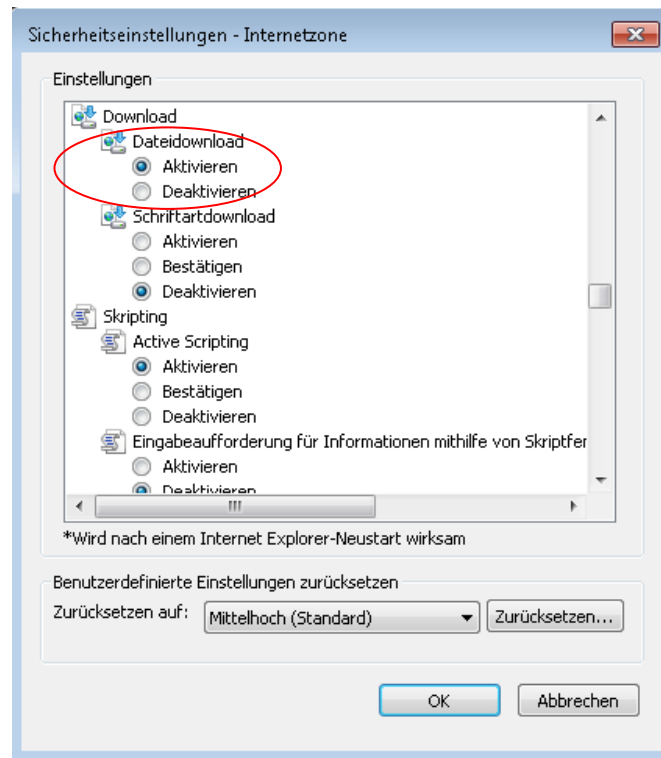 Sicherheitseinstellungen - Internetzone
Einstellungen
Download
Dateidownload
Aktivieren
Deaktivieren
Schriftartdownload
Aktivieren
Bestätigen
Deaktivieren
Skripting
Active Scripting
Aktivieren
Bestätigen
Deaktivieren
Eingabeaufforderung für Informationen mithilfe von Skriptfer
Aktivieren
Deaktivieren
*Wird nach einem Internet Explorer-Neustart wirksam
Benutzerdefinierte Einstellungen zurücksetzen
Zurücksetzen auf: Mittelhoch (Standard) Zurücksetzen...
OK Abbrechen